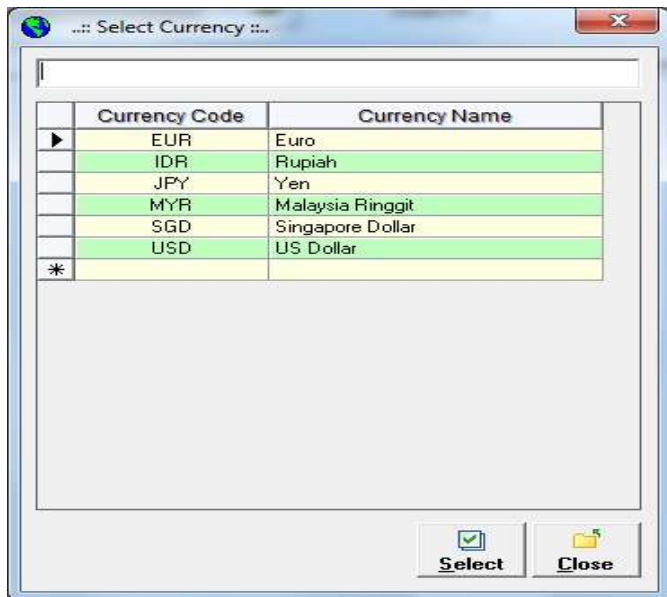 ..:: Select Currency ::..
Currency Code Currency Name
EUR Euro
IDR Rupiah
JPY Yen
MYR Malaysia Ringgit
SGD Singapore Dollar
USD US Dollar
Select Close